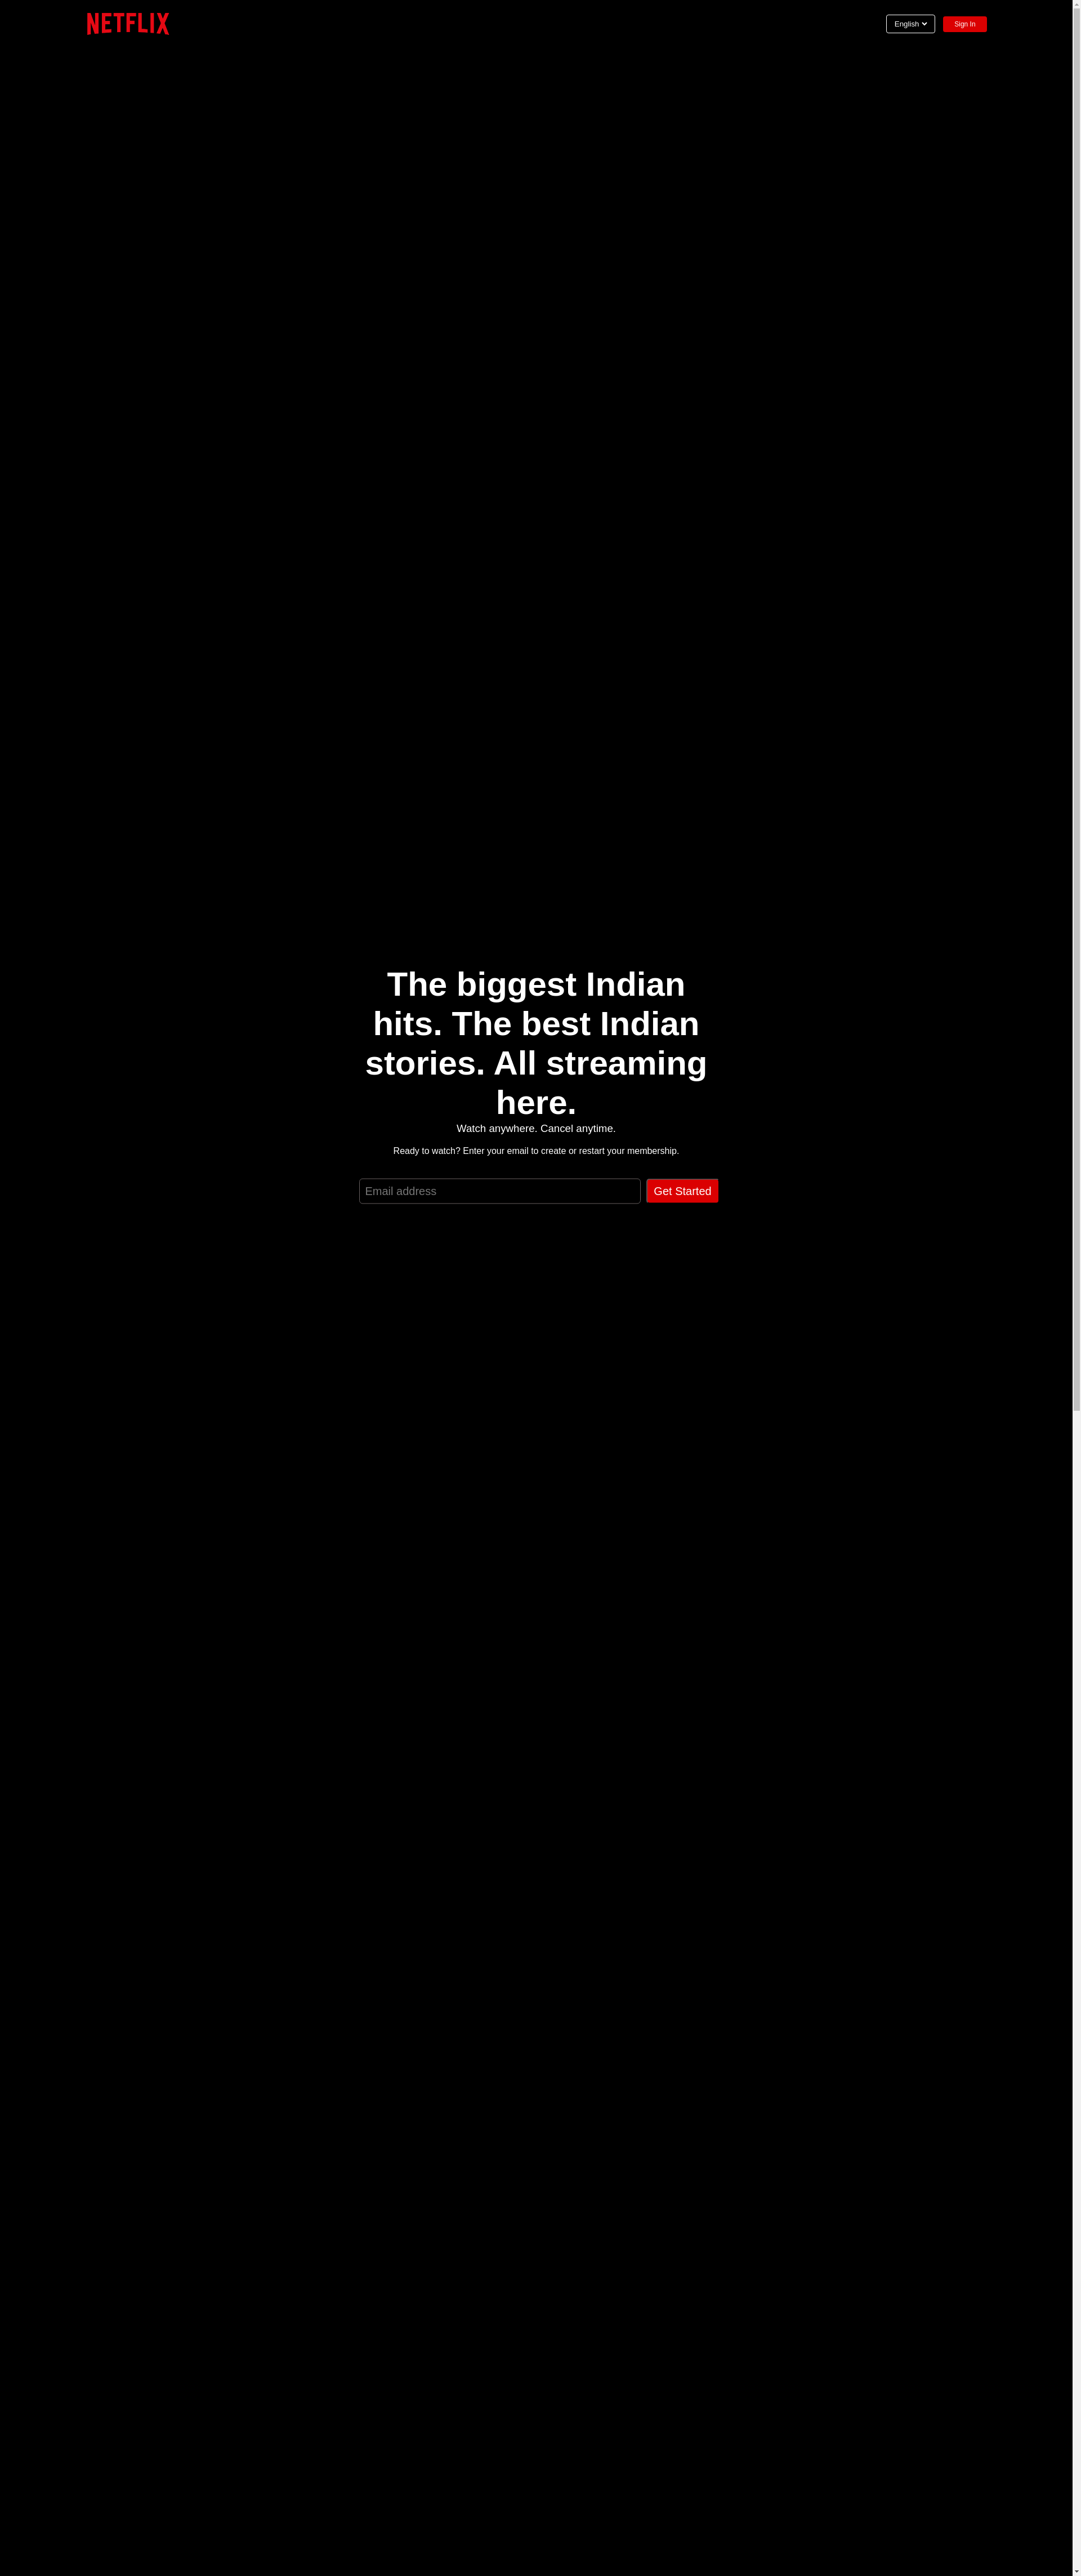 NETFLIX
English
Sign In
The biggest Indian
hits. The best Indian
stories. All streaming
here.
Watch anywhere. Cancel anytime.
Ready to watch? Enter your email to create or restart your membership.
Email address
Get Started